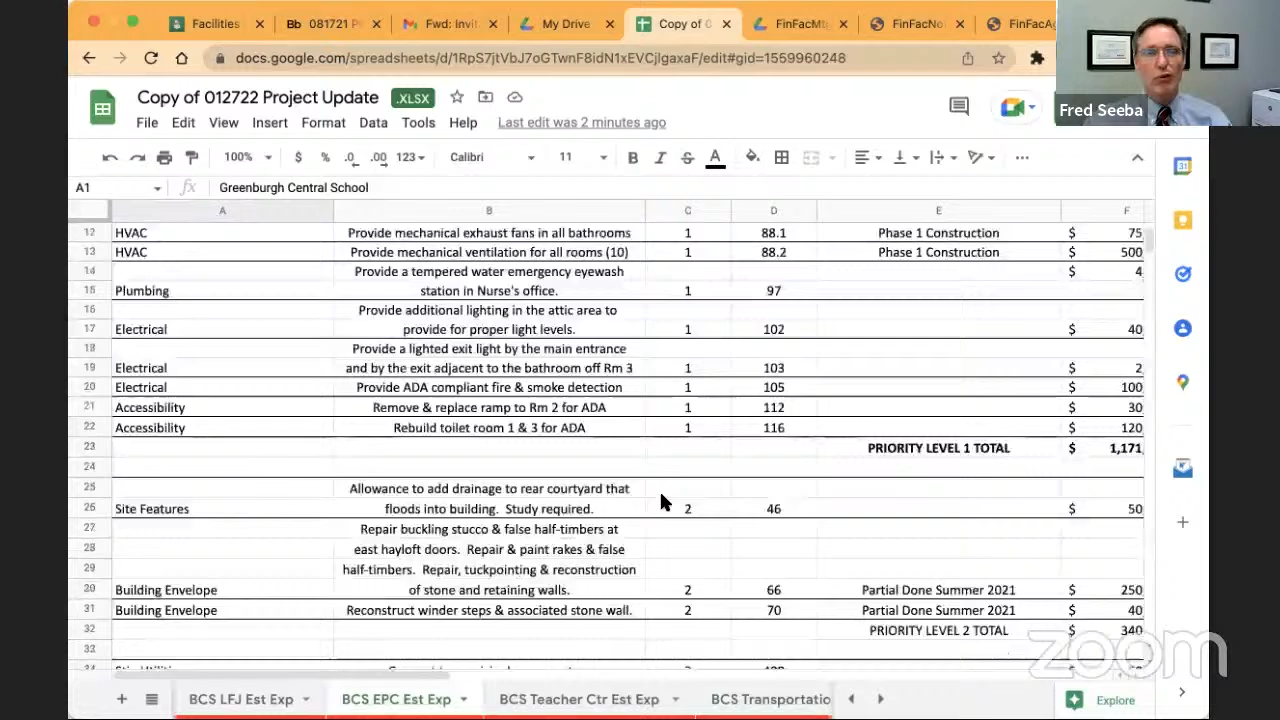 Facilities
Bb 081721 P
Fwd: Invit
My Drive
Copy of 0
FinFacMt
FinFacNo
FinFacA
docs.google.com/spreadsheets/d/1RpS7jtVbJ7oGTwnF8idN1xEVCjlgaxaF/edit#gid=1559960248
Fred Seeba
Copy of 012722 Project Update .XLSX
File Edit View Insert Format Data Tools Help Last edit was 2 minutes ago
100% $ % .0 .00 123 Calibri 11 B I S A
A1 fx Greenburgh Central School
A B C D E F
12 HVAC Provide mechanical exhaust fans in all bathrooms 1 88.1 Phase 1 Construction $ 75
13 HVAC Provide mechanical ventilation for all rooms (10) 1 88.2 Phase 1 Construction $ 500
14 Provide a tempered water emergency eyewash $ 4
15 Plumbing station in Nurse's office. 1 97
16 Provide additional lighting in the attic area to
17 Electrical provide for proper light levels. 1 102 $ 40
18 Provide a lighted exit light by the main entrance
19 Electrical and by the exit adjacent to the bathroom off Rm 3 1 103 $ 2
20 Electrical Provide ADA compliant fire & smoke detection 1 105 $ 100
21 Accessibility Remove & replace ramp to Rm 2 for ADA 1 112 $ 30
22 Accessibility Rebuild toilet room 1 & 3 for ADA 1 116 $ 120
23 PRIORITY LEVEL 1 TOTAL $ 1,171
24
25 Allowance to add drainage to rear courtyard that
26 Site Features floods into building. Study required. 2 46 $ 50
27 Repair buckling stucco & false half-timbers at
28 east hayloft doors. Repair & paint rakes & false
29 half-timbers. Repair, tuckpointing & reconstruction
30 Building Envelope of stone and retaining walls. 2 66 Partial Done Summer 2021 $ 250
31 Building Envelope Reconstruct winder steps & associated stone wall. 2 70 Partial Done Summer 2021 $ 40
32 PRIORITY LEVEL 2 TOTAL $ 340
33
zoom
BCS LFJ Est Exp BCS EPC Est Exp BCS Teacher Ctr Est Exp BCS Transportatio Explore